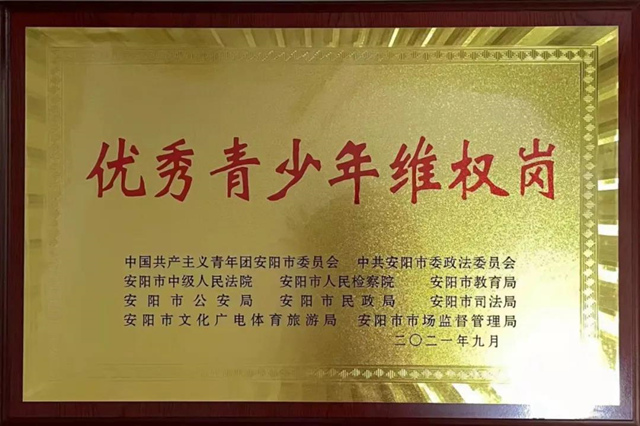 优秀青少年维权岗
中国共产主义青年团安阳市委员会 中共安阳市委政法委员会
安阳市中级人民法院 安阳市人民检察院 安阳市教育局
安阳市公安局 安阳市民政局 安阳市司法局
安阳市文化广电体育旅游局 安阳市市场监督管理局
二〇二一年九月